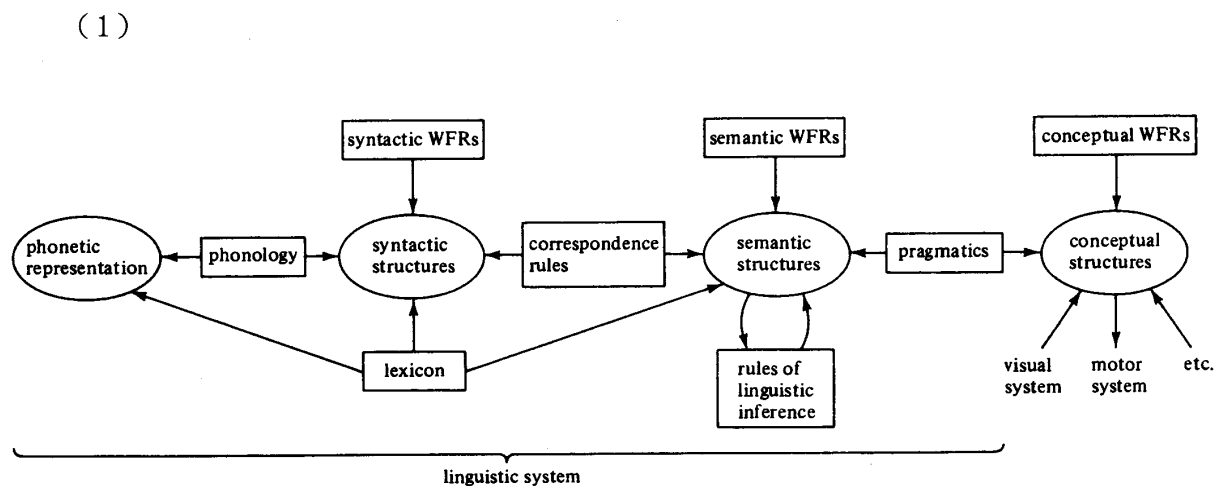 (1)
syntactic WFRs
semantic WFRs
conceptual WFRs
phonetic
representation
phonology
syntactic
structures
correspondence
rules
semantic
structures
pragmatics
conceptual
structures
lexicon
rules of
linguistic
inference
visual
system
motor
system
etc.
linguistic system